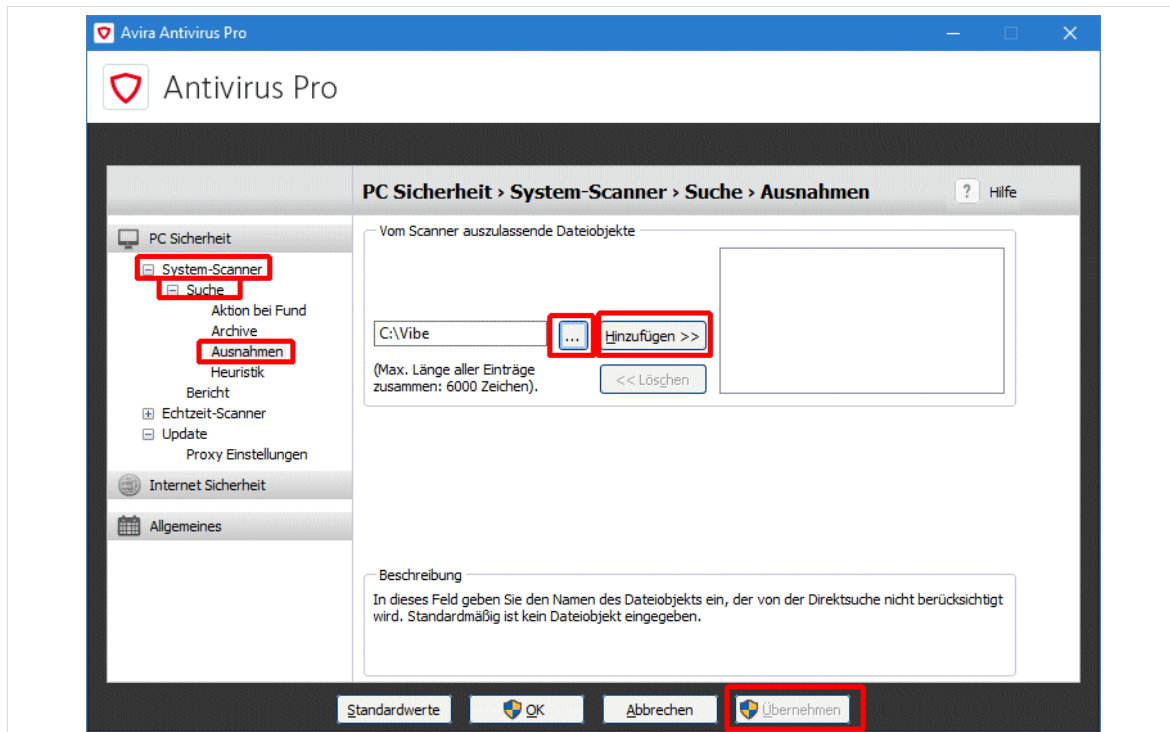 Avira Antivirus Pro
Antivirus Pro
PC Sicherheit › System-Scanner › Suche › Ausnahmen
? Hilfe
PC Sicherheit
System-Scanner
Suche
Aktion bei Fund
Archive
Ausnahmen
Heuristik
Bericht
Echtzeit-Scanner
Update
Proxy Einstellungen
Internet Sicherheit
Allgemeines
Vom Scanner auszulassende Dateiobjekte
C:\Vibe
...
Hinzufügen >>
(Max. Länge aller Einträge
zusammen: 6000 Zeichen).
<< Löschen
Beschreibung
In dieses Feld geben Sie den Namen des Dateiobjekts ein, der von der Direktsuche nicht berücksichtigt
wird. Standardmäßig ist kein Dateiobjekt eingegeben.
Standardwerte
OK
Abbrechen
Übernehmen